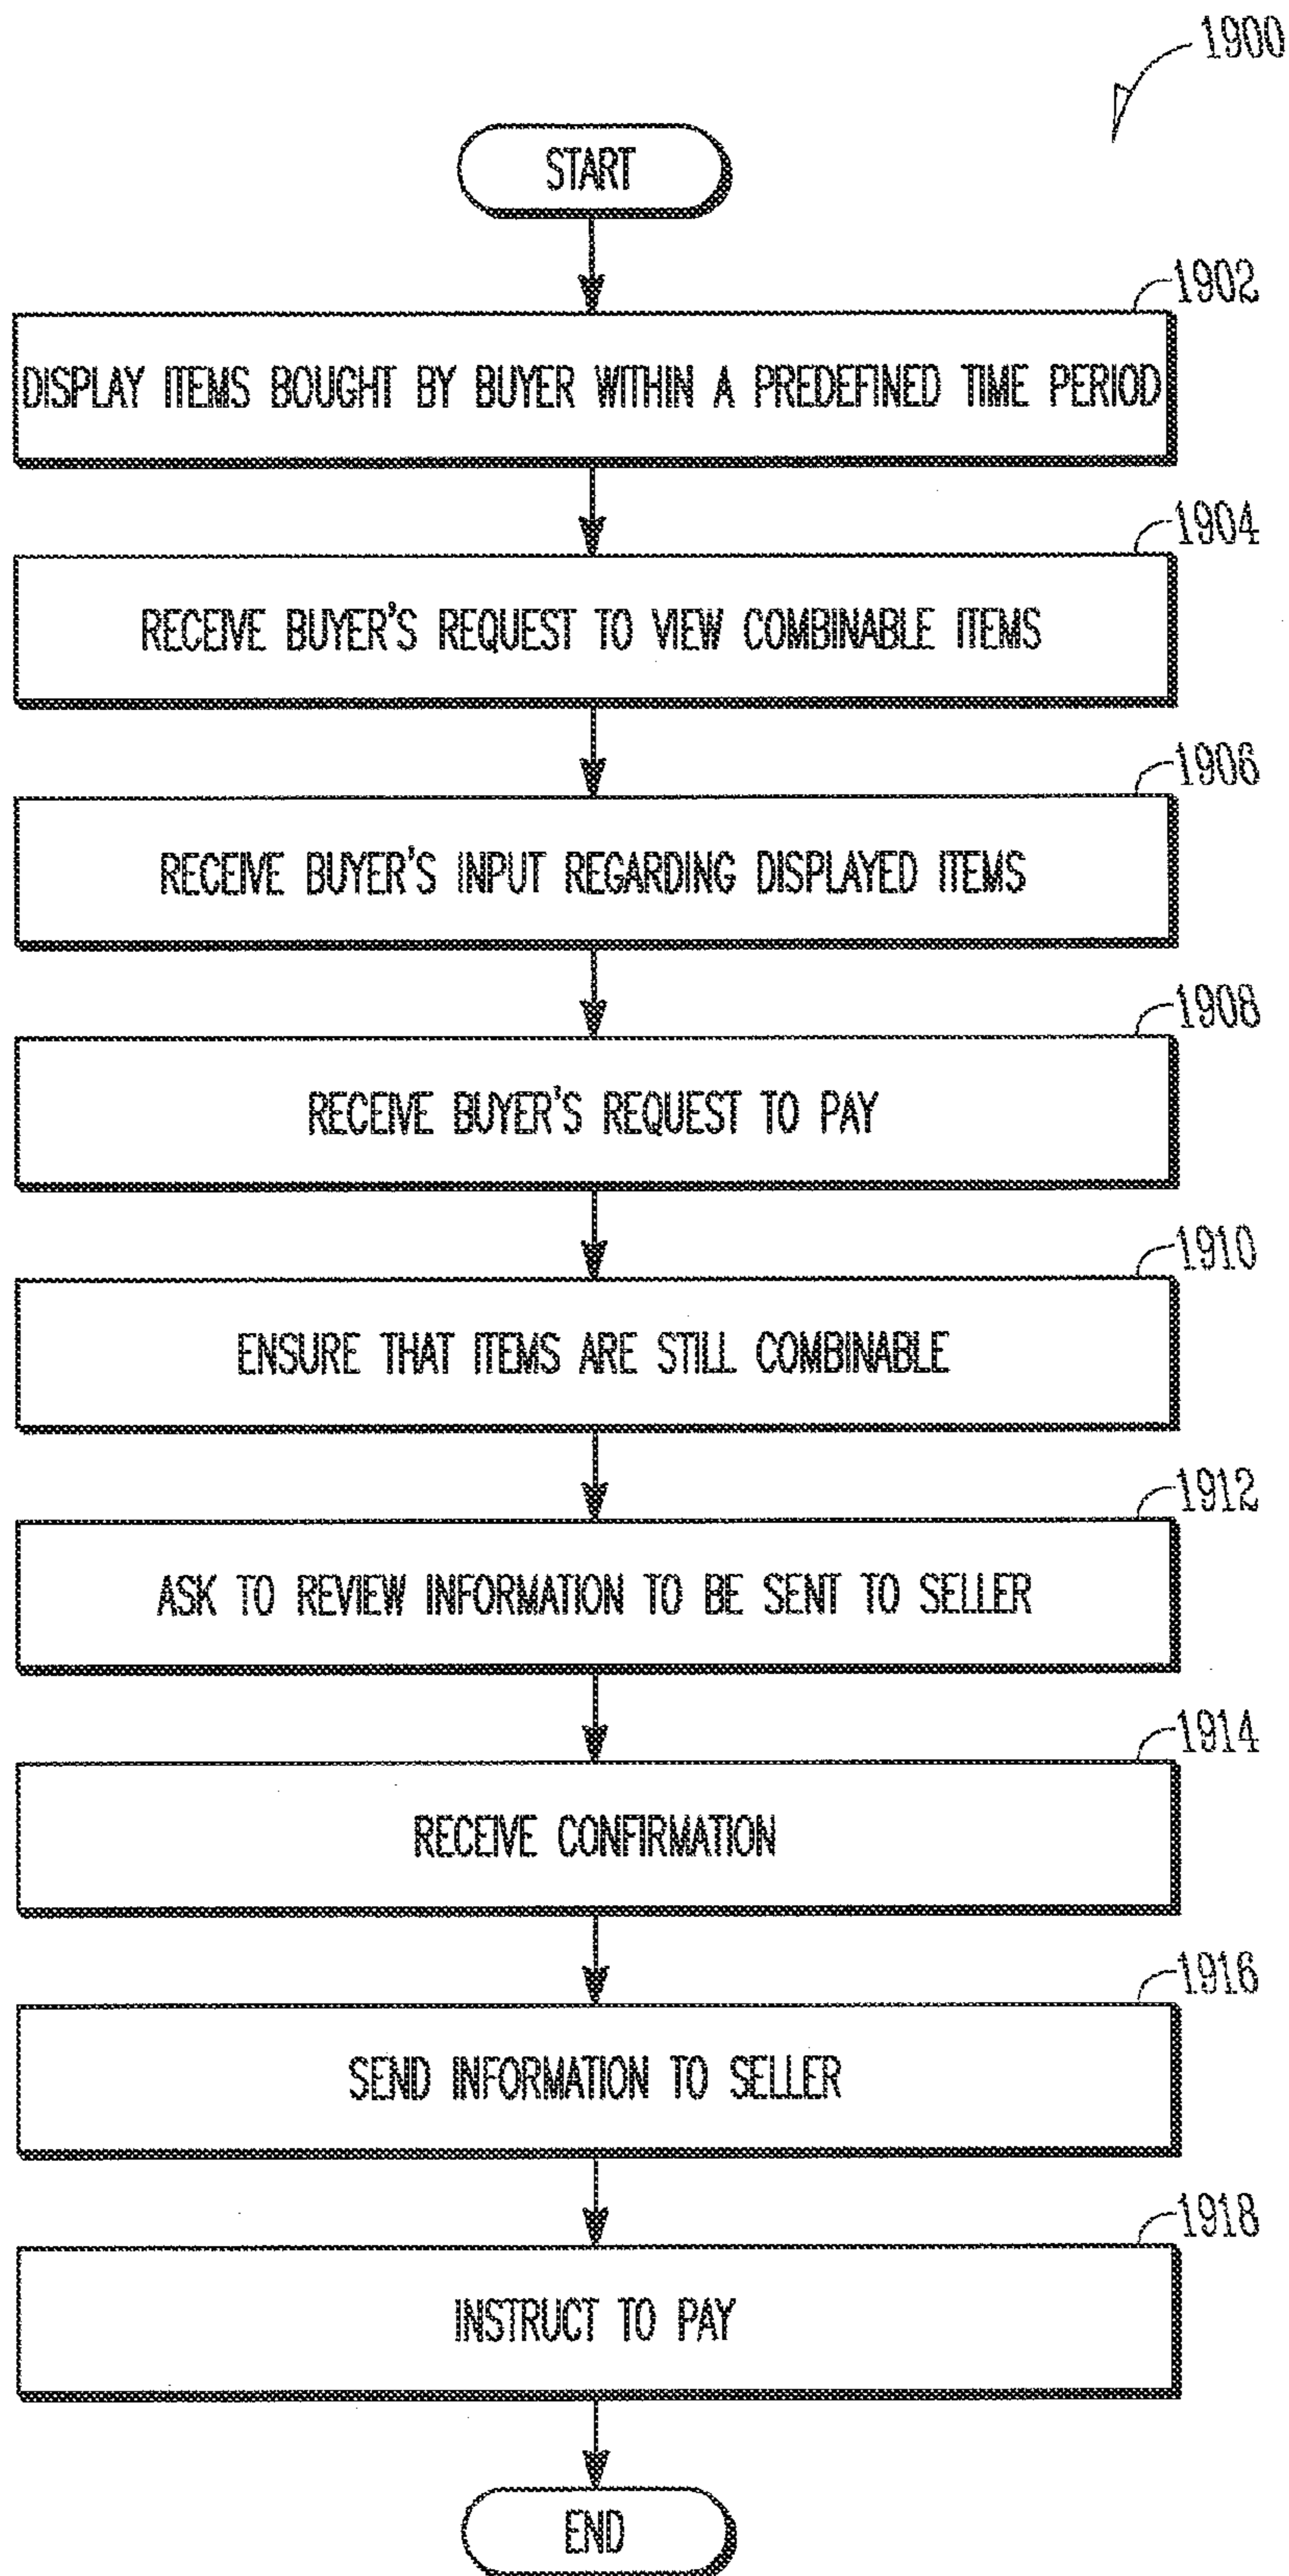 1900
START
1902
DISPLAY ITEMS BOUGHT BY BUYER WITHIN A PREDEFINED TIME PERIOD
1904
RECEIVE BUYER'S REQUEST TO VIEW COMBINABLE ITEMS
1906
RECEIVE BUYER'S INPUT REGARDING DISPLAYED ITEMS
1908
RECEIVE BUYER'S REQUEST TO PAY
1910
ENSURE THAT ITEMS ARE STILL COMBINABLE
1912
ASK TO REVIEW INFORMATION TO BE SENT TO SELLER
1914
RECEIVE CONFIRMATION
1916
SEND INFORMATION TO SELLER
1918
INSTRUCT TO PAY
END